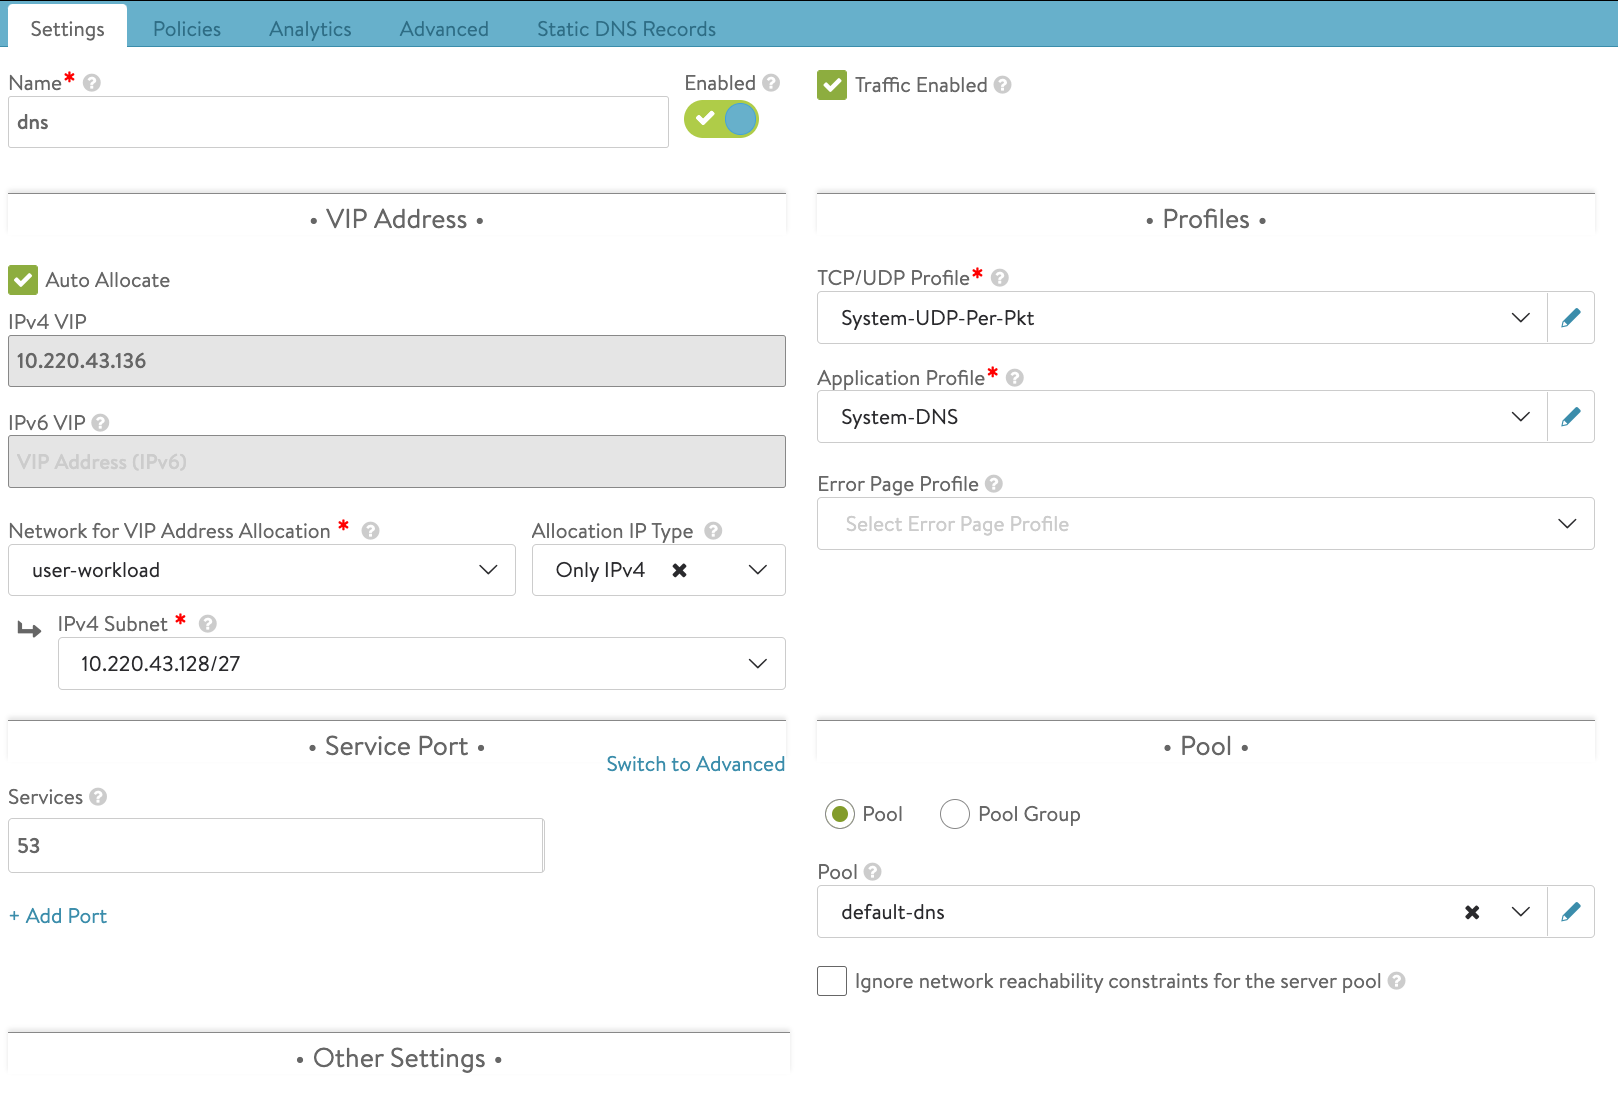 Settings Policies Analytics Advanced Static DNS Records
Name* ?
Enabled ?
dns
Traffic Enabled ?
• VIP Address •
Auto Allocate
IPv4 VIP
10.220.43.136
IPv6 VIP ?
VIP Address (IPv6)
Network for VIP Address Allocation * ?
Allocation IP Type ?
user-workload
Only IPv4
IPv4 Subnet * ?
10.220.43.128/27
• Profiles •
TCP/UDP Profile* ?
System-UDP-Per-Pkt
Application Profile* ?
System-DNS
Error Page Profile ?
Select Error Page Profile
• Service Port •
Switch to Advanced
Services ?
53
+ Add Port
• Pool •
Pool Pool Group
Pool ?
default-dns
Ignore network reachability constraints for the server pool ?
• Other Settings •